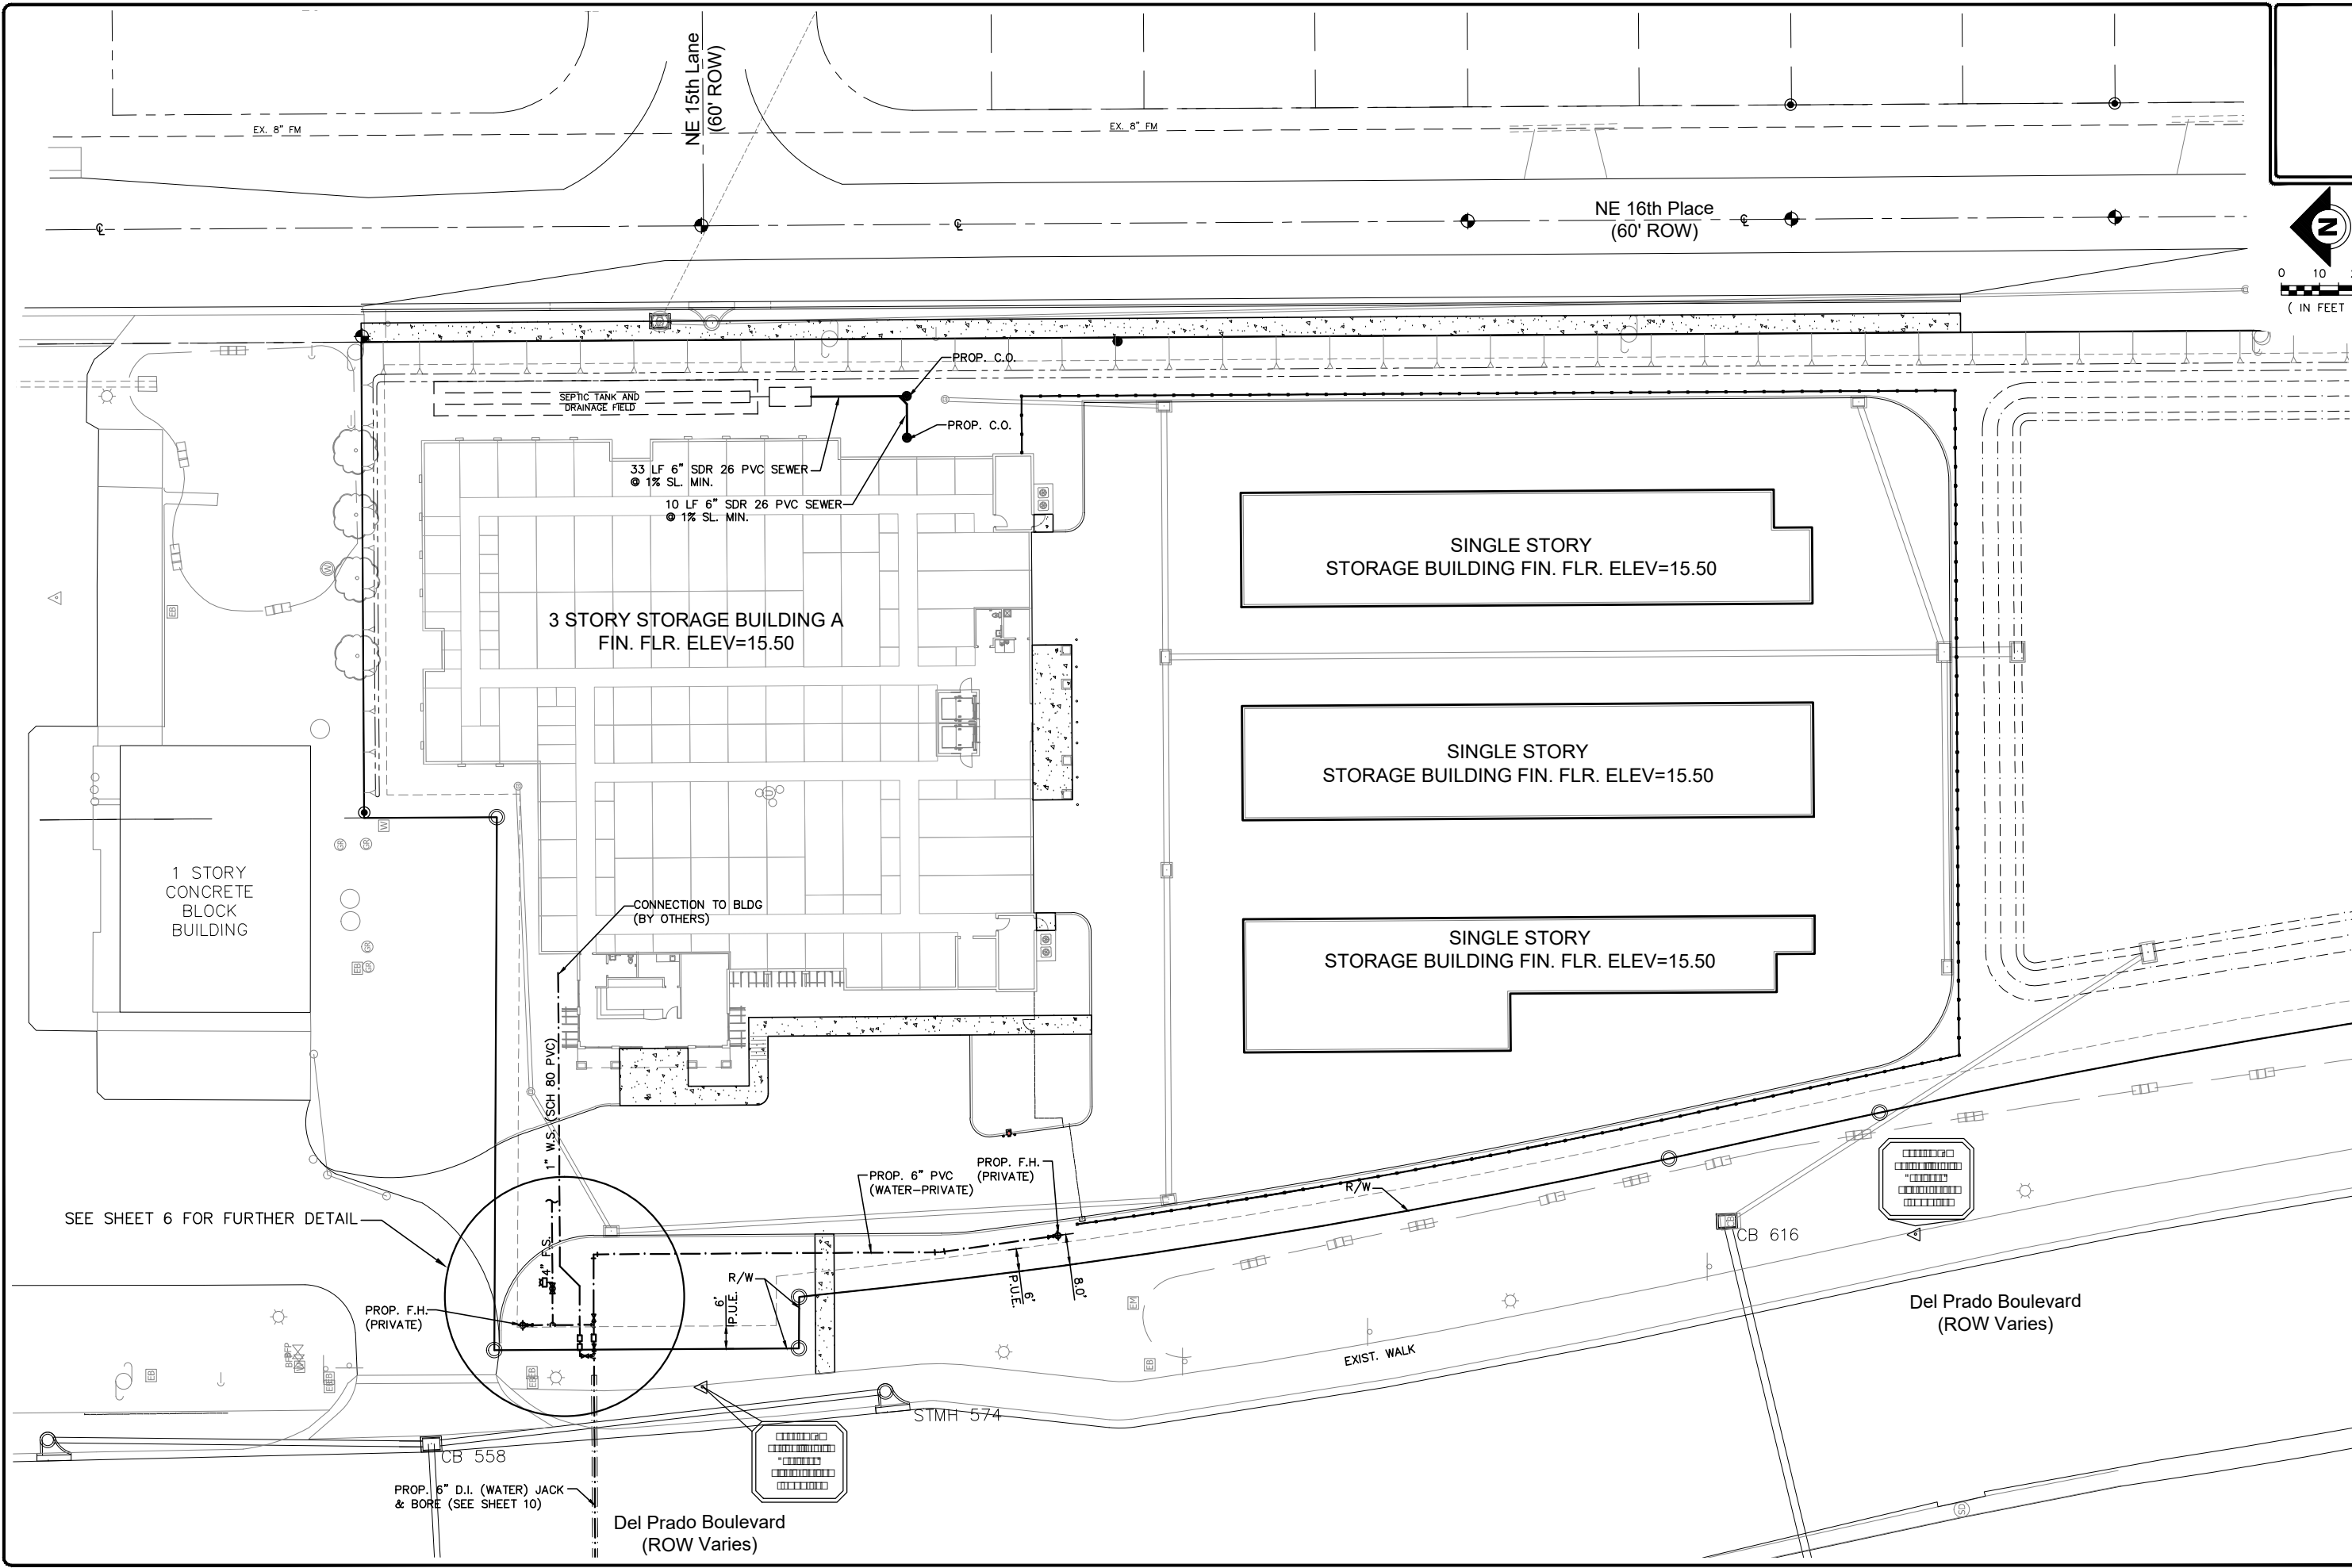 NE 15th Lane
(60' ROW)
EX. 8" FM
EX. 8" FM
NE 16th Place
(60' ROW)
N
0 10
( IN FEET
PROP. C.O.
PROP. C.O.
SEPTIC TANK AND
DRAINAGE FIELD
33 LF 6" SDR 26 PVC SEWER
@ 1% SL. MIN.
10 LF 6" SDR 26 PVC SEWER
@ 1% SL. MIN.
3 STORY STORAGE BUILDING A
FIN. FLR. ELEV=15.50
SINGLE STORY
STORAGE BUILDING FIN. FLR. ELEV=15.50
SINGLE STORY
STORAGE BUILDING FIN. FLR. ELEV=15.50
SINGLE STORY
STORAGE BUILDING FIN. FLR. ELEV=15.50
1 STORY
CONCRETE
BLOCK
BUILDING
CONNECTION TO BLDG
(BY OTHERS)
1" W.S. (SCH 80 PVC)
4" F.S.
SEE SHEET 6 FOR FURTHER DETAIL
PROP. 6" PVC
(WATER-PRIVATE)
PROP. F.H.
(PRIVATE)
R/W
R/W
6'
P.U.E.
6'
P.U.E.
8.0'
PROP. F.H.
(PRIVATE)
CB 616
Del Prado Boulevard
(ROW Varies)
EXIST. WALK
STMH 574
CB 558
PROP. 6" D.I. (WATER) JACK
& BORE (SEE SHEET 10)
Del Prado Boulevard
(ROW Varies)